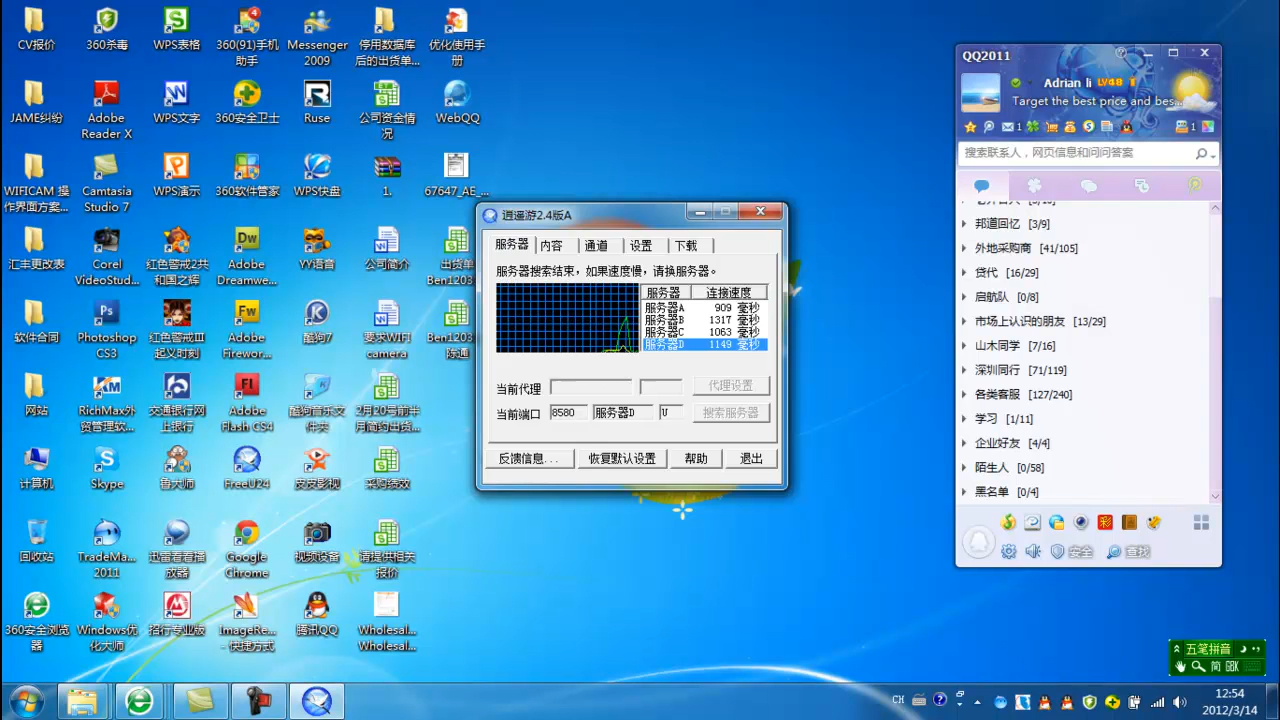 CV报价
360杀毒
WPS表格
360(91)手机
助手
Messenger
2009
停用数据库
后的出货单...
优化使用手
册
JAME纠纷
Adobe
Reader X
WPS文字
360安全卫士
Ruse
公司资金情
况
WebQQ
WIFICAM 操
作界面方案...
Camtasia
Studio 7
WPS演示
360软件管家
WPS快盘
1.
67647_AE_...
汇丰更改表
Corel
VideoStud...
红色警戒2共
和国之辉
Adobe
Dreamwe...
YY语音
公司简介
出货单
Ben1203
软件合同
Photoshop
CS3
红色警戒III
起义时刻
Adobe
Firewor...
酷狗7
要求WIFI
camera
Ben1203
陈通
网站
RichMax外
贸管理软...
交通银行网
上银行
Adobe
Flash CS4
酷狗音乐文
件夹
2月20号前半
月简约出货...
计算机
Skype
鲁大师
FreeU24
皮皮影视
采购绩效
回收站
TradeMa...
2011
迅雷看看播
放器
Google
Chrome
视频设备
请提供相关
报价
360安全浏览
器
Windows优
化大师
招行专业版
ImageRe...
- 快捷方式
腾讯QQ
Wholesal...
Wholesal...
逍遥游2.4版A
服务器 内容 通道 设置 下载
服务器搜索结束，如果速度慢，请换服务器。
服务器 连接速度
服务器A 909 毫秒
服务器B 1317 毫秒
服务器C 1063 毫秒
服务器D 1149 毫秒
当前代理 代理设置
当前端口 8580 服务器D U 搜索服务器
反馈信息... 恢复默认设置 帮助 退出
QQ2011
Adrian li LV48
Target the best price and bes...
1 1
搜索联系人，网页信息和问问答案
邦道回忆 [3/9]
外地采购商 [41/105]
贷代 [16/29]
启航队 [0/8]
市场上认识的朋友 [13/29]
山木同学 [7/16]
深圳同行 [71/119]
各类客服 [127/240]
学习 [1/11]
企业好友 [4/4]
陌生人 [0/58]
黑名单 [0/4]
安全 查找
五笔拼音
简 GBK
CH
12:54
2012/3/14